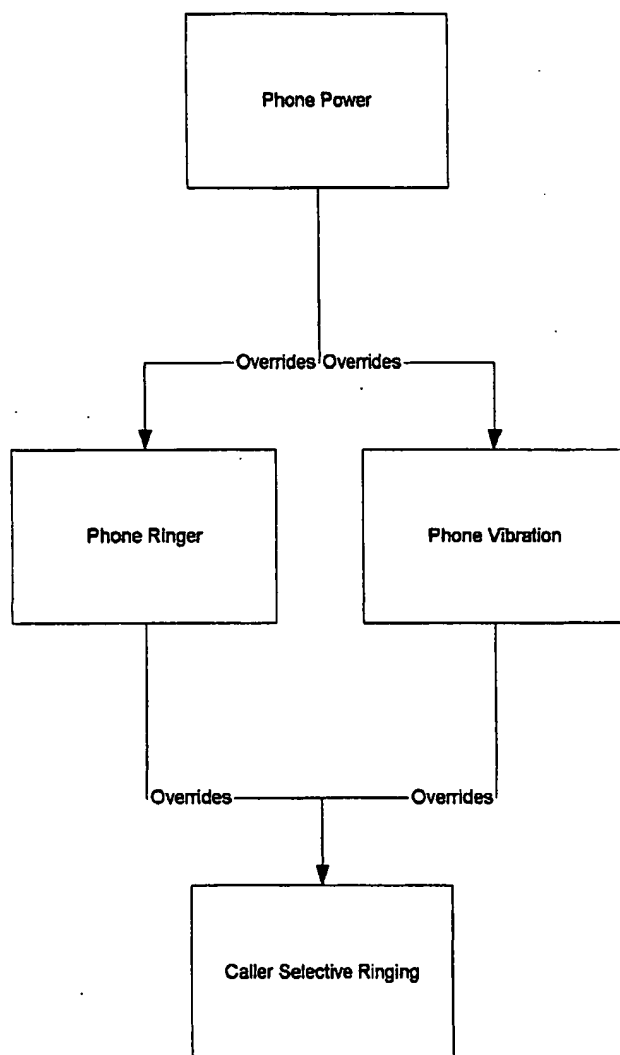 Phone Power
Overrides Overrides
Phone Ringer
Phone Vibration
Overrides
Overrides
Caller Selective Ringing